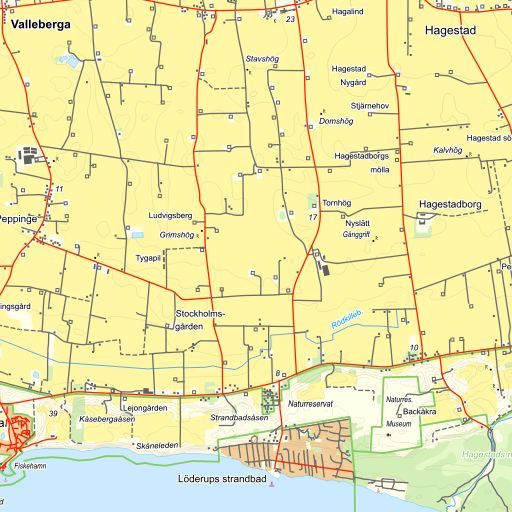 Hagalind
23
Valleberga
Hagestad
Stavshög
Hagestad
Nygård
Stjärnehov
Domshög
Hagestad sö
Kalvhög
Hagestadborgs
mölla
11
Tornhög
Hagestadborg
Peppinge
Ludvigsberg
17
Nyslätt
Grimshög
Gånggrift
Tygapil
Pe
ingsgård
Stockholms-
gården
Rödkilleb.
10
8
Lejongården
Naturreservat
Naturres.
39
Backåkra
Käsebergaåsen
Strandbadsåsen
Museum
Skåneleden
Hagestads n
Fiskehamn
Löderups strandbad